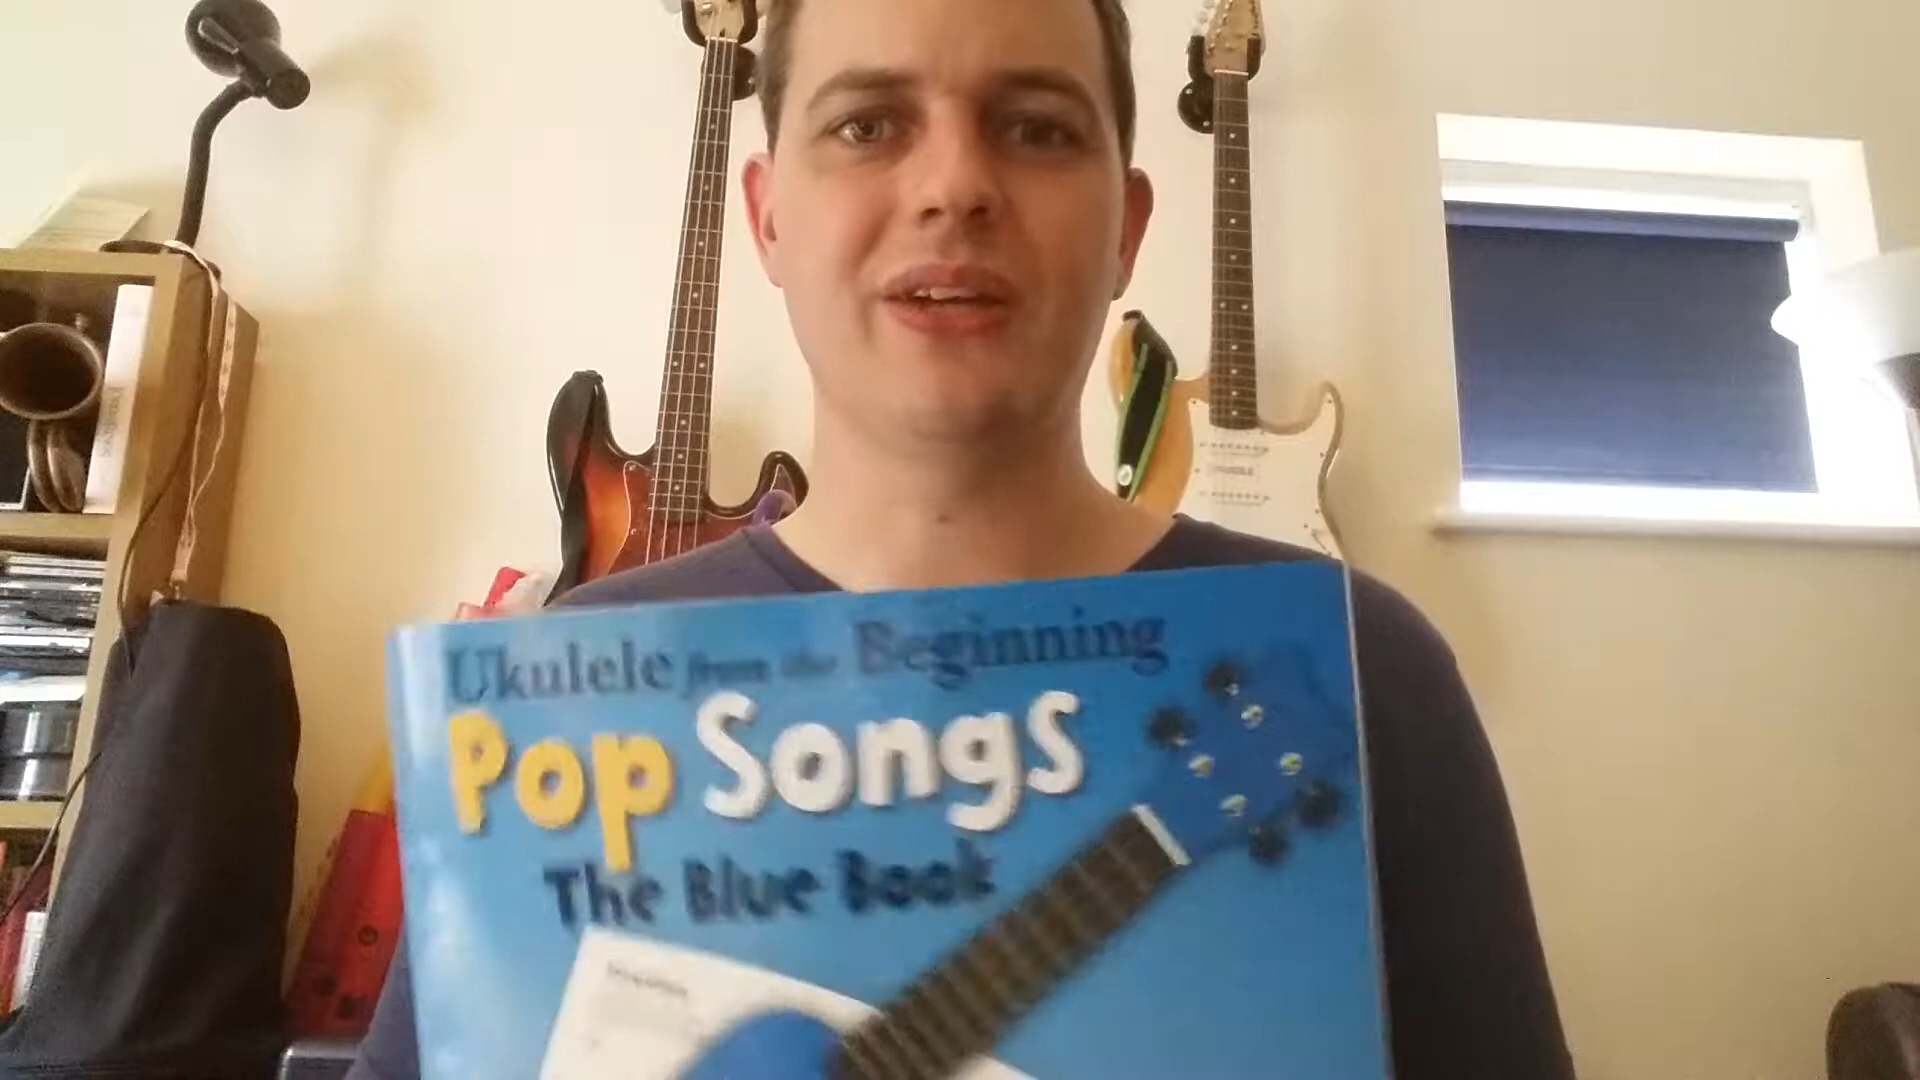 Ukulele from the Beginning
Pop Songs
The Blue Book